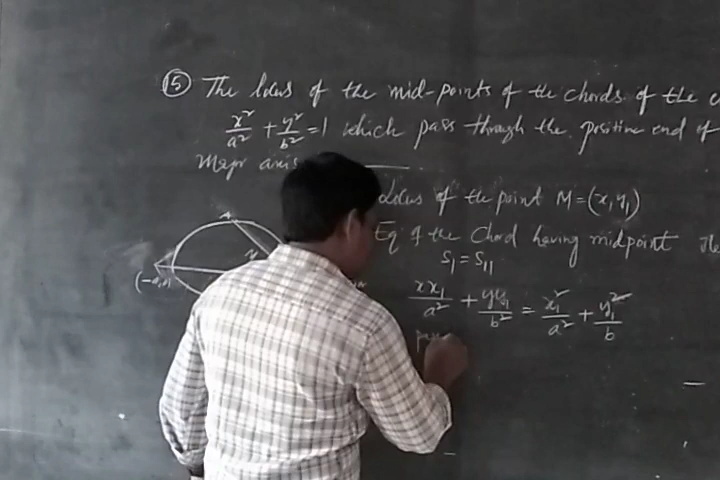 ⑮ The locus of the mid-points of the chords of the
x²/a² + y²/b² = 1 which pass through the positive end of
Major axis
Locus of the point M = (x, y₁)
Eq of the Chord having midpoint
S₁ = S₁₁
xx₁/a² + yy₁/b² = x₁²/a² + y₁²/b
(-a,0)